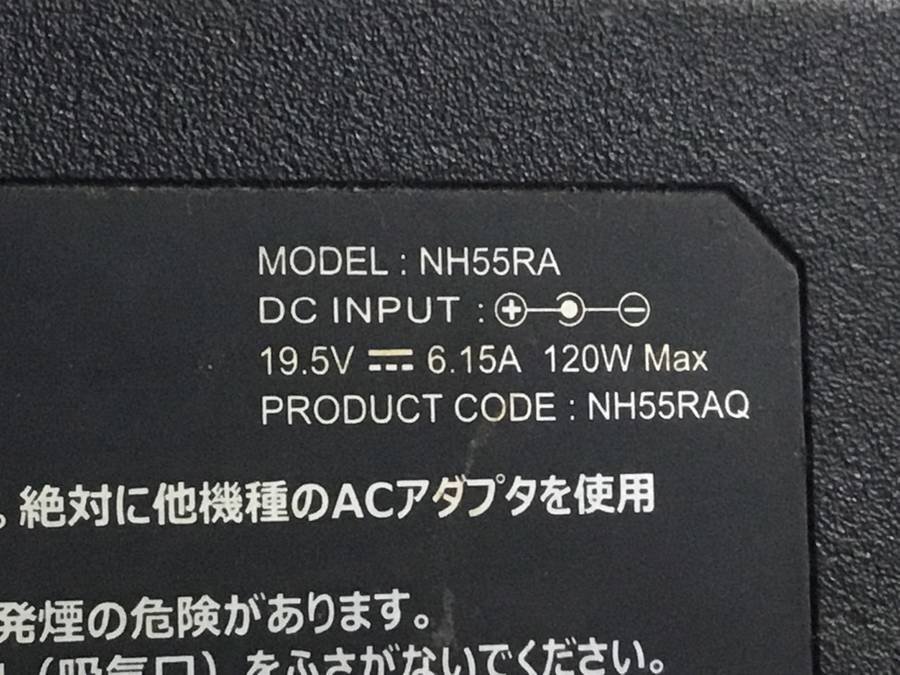 MODEL : NH55RA
DC INPUT :
19.5V ⎓ 6.15A 120W Max
PRODUCT CODE : NH55RAQ
。絶対に他機種のACアダプタを使用
発煙の危険があります。
(吸気口)をふさがないでください。